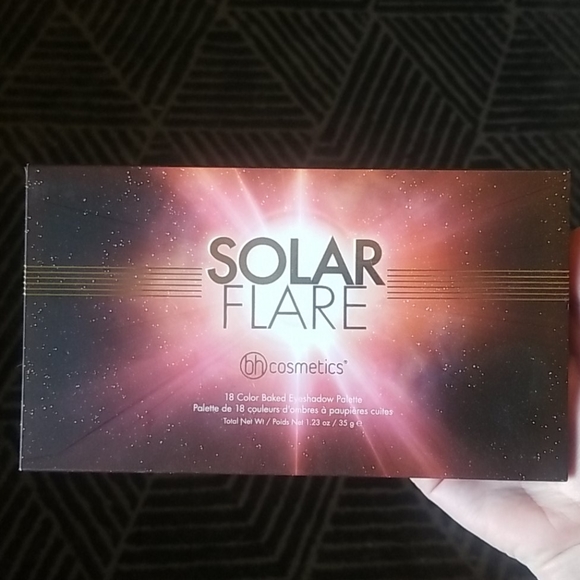 SOLAR
FLARE
bh cosmetics®
18 Color Baked Eyeshadow Palette
Palette de 18 couleurs d'ombres à paupières cuites
Total Net Wt / Poids Net 1.23 oz / 35 g ℮